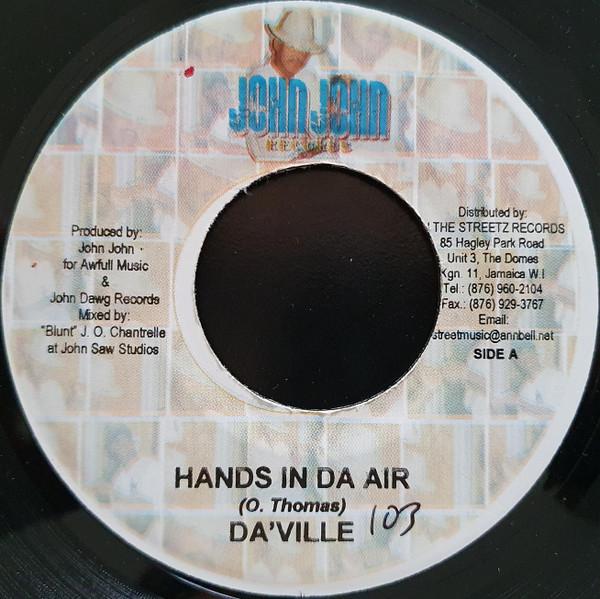 JOHN JOHN
RECORDS
Produced by:
John John
for Awfull Music
&
John Dawg Records
Mixed by:
"Blunt" J. O. Chantrelle
at John Saw Studios
Distributed by:
THE STREETZ RECORDS
85 Hagley Park Road
Unit 3, The Domes
Kgn. 11, Jamaica W.I
Tel.: (876) 960-2104
Fax.: (876) 929-3767
Email:
streetmusic@annbell.net
SIDE A
HANDS IN DA AIR
(O. Thomas)
DA'VILLE
103